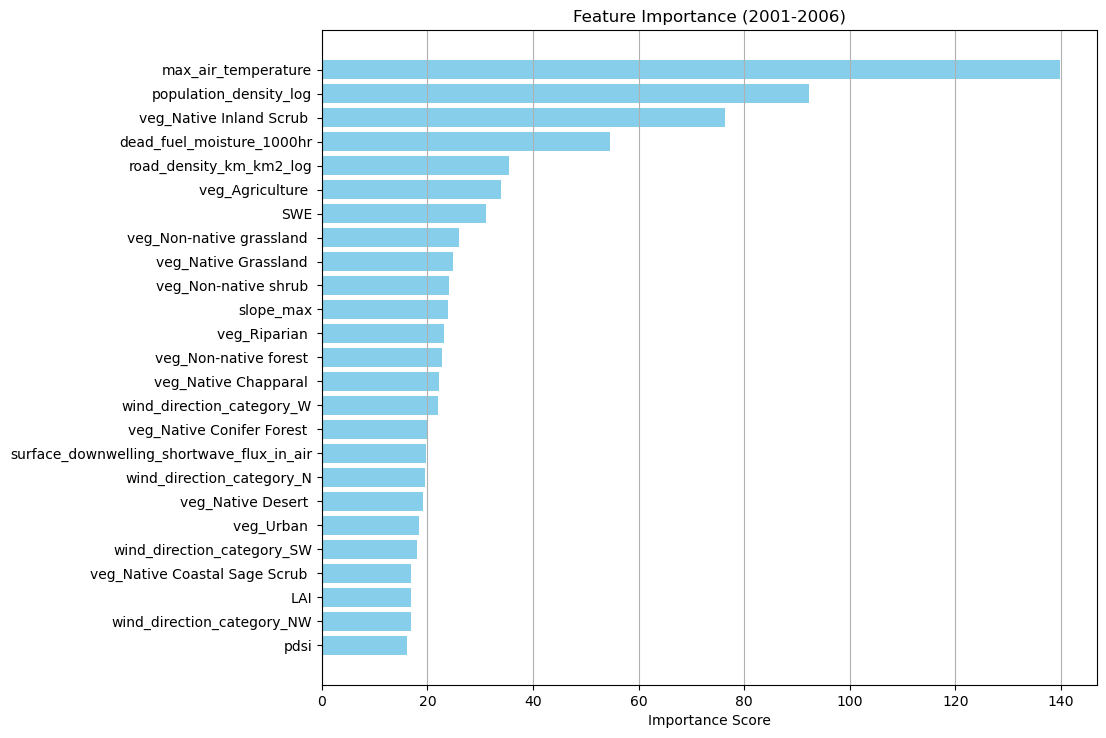 Feature Importance (2001-2006)
max_air_temperature
population_density_log
veg_Native Inland Scrub
dead_fuel_moisture_1000hr
road_density_km_km2_log
veg_Agriculture
SWE
veg_Non-native grassland
veg_Native Grassland
veg_Non-native shrub
slope_max
veg_Riparian
veg_Non-native forest
veg_Native Chapparal
wind_direction_category_W
veg_Native Conifer Forest
surface_downwelling_shortwave_flux_in_air
wind_direction_category_N
veg_Native Desert
veg_Urban
wind_direction_category_SW
veg_Native Coastal Sage Scrub
LAI
wind_direction_category_NW
pdsi
0 20 40 60 80 100 120 140
Importance Score